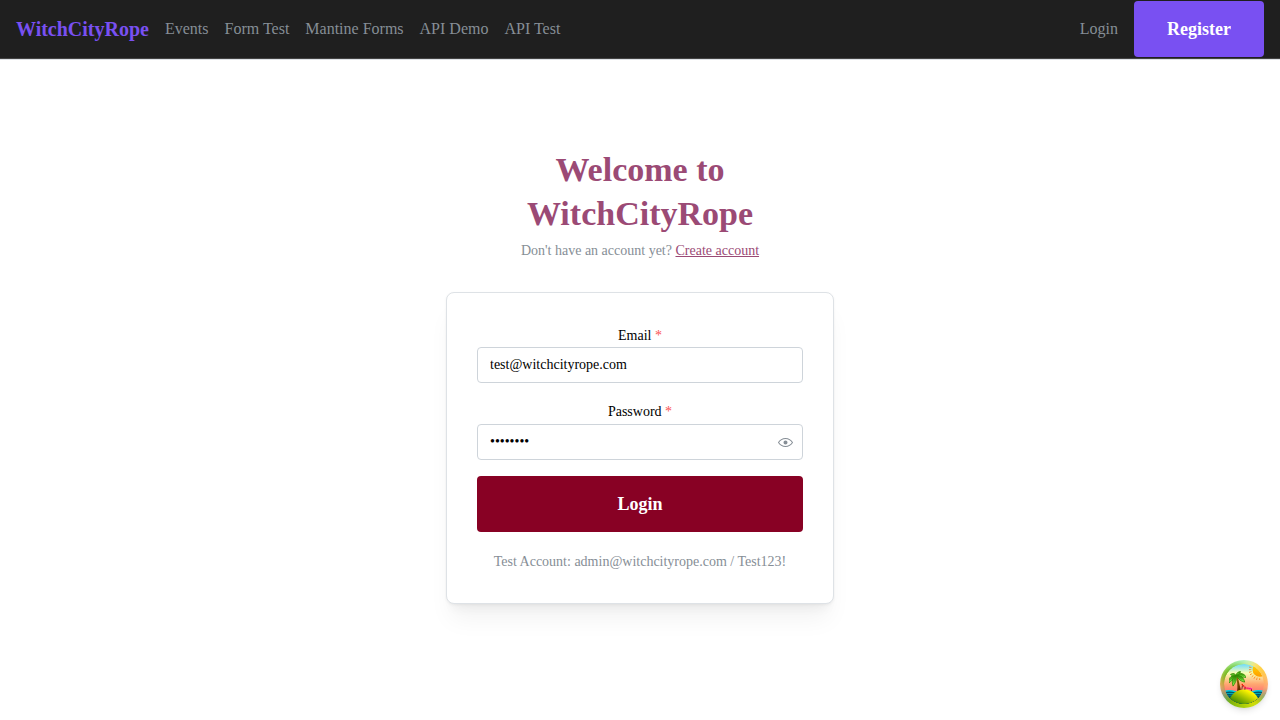 WitchCityRope Events Form Test Mantine Forms API Demo API Test Login Register
Welcome to
WitchCityRope
Don't have an account yet? Create account
Email *
test@witchcityrope.com
Password *
••••••••
Login
Test Account: admin@witchcityrope.com / Test123!